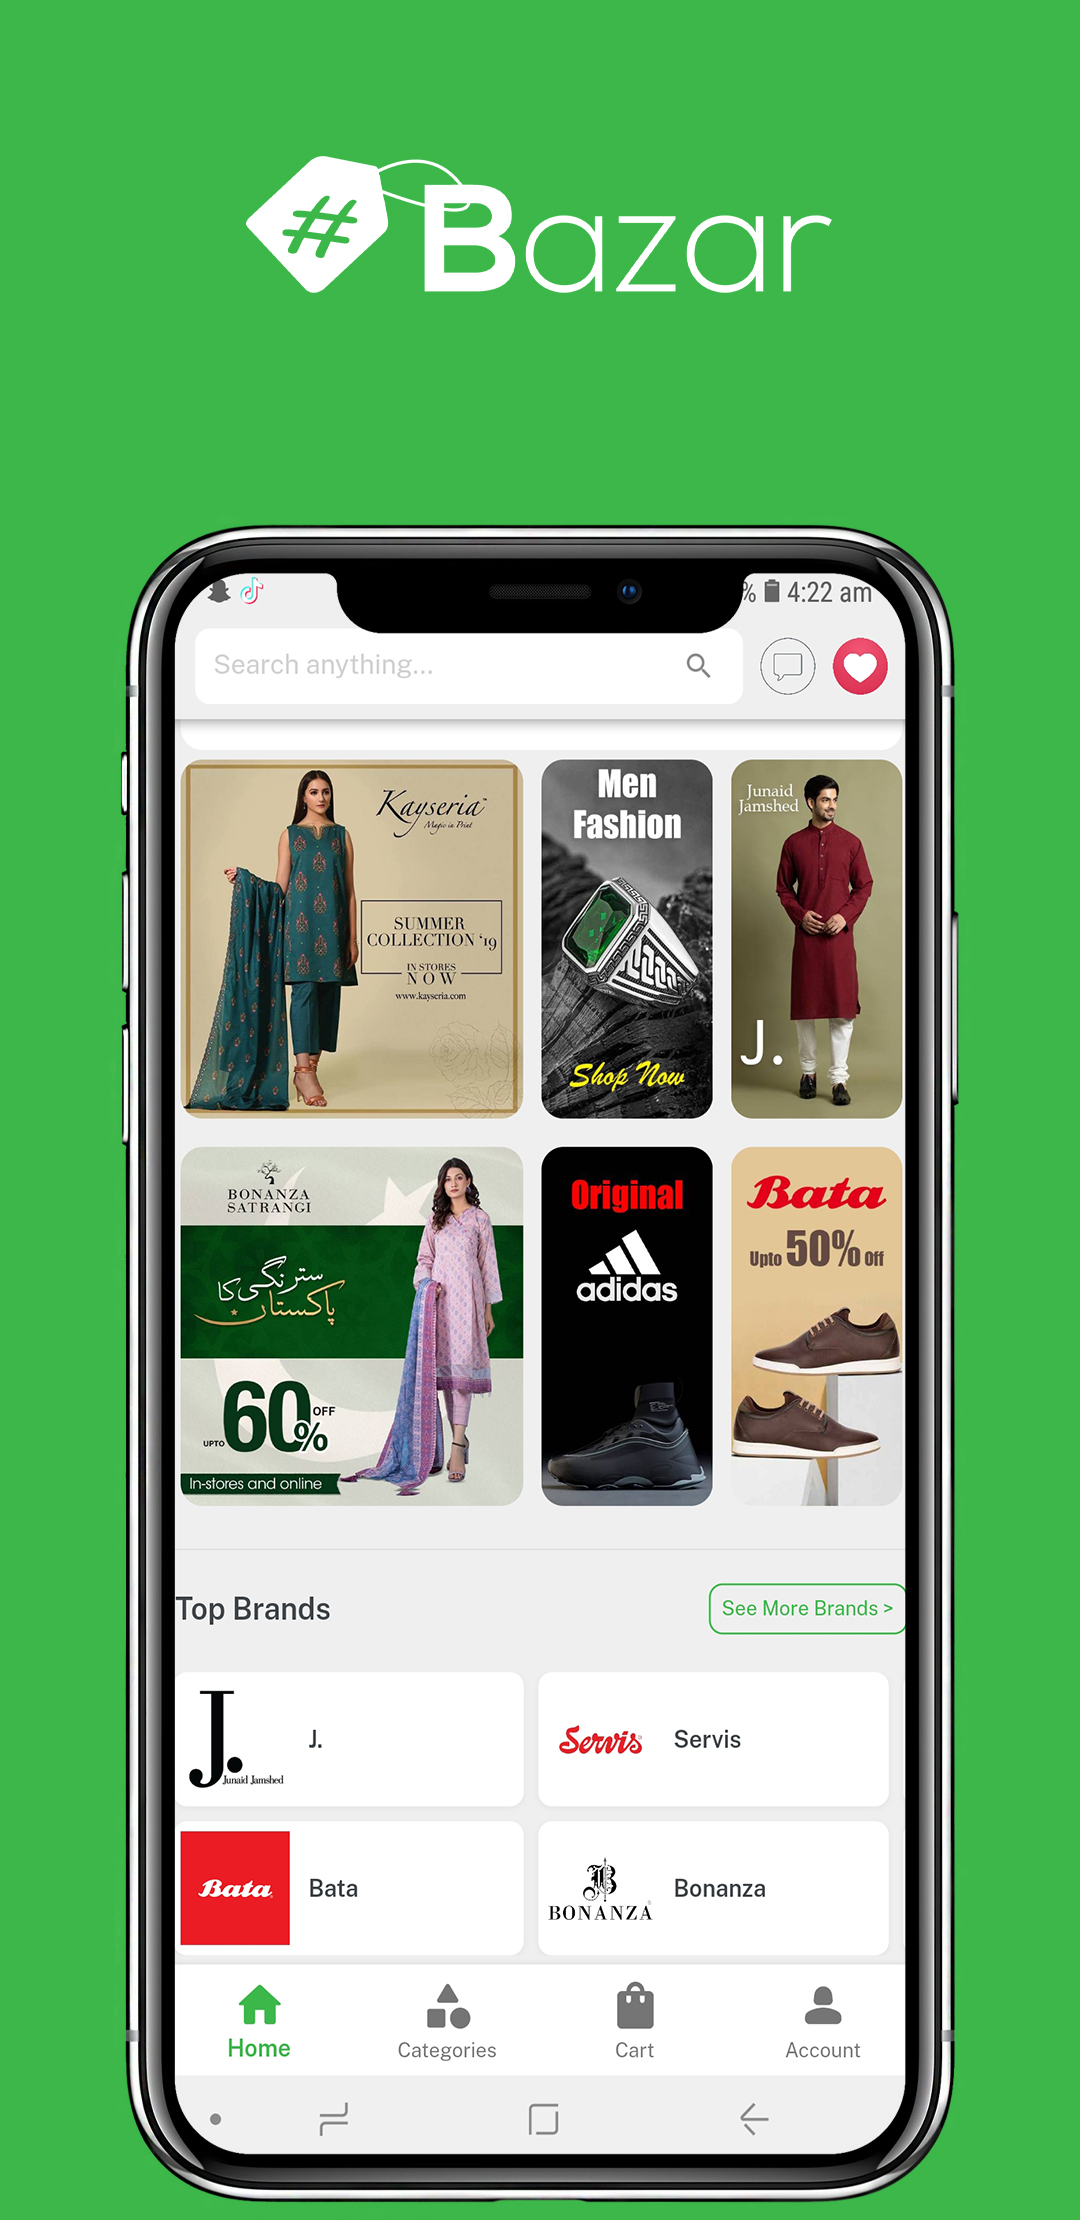 # Bazar
% 4:22 am
Search anything...
Kayseria
Magic in Print
SUMMER
COLLECTION '19
IN STORES
NOW
www.kayseria.com
Men
Fashion
Shop Now
Junaid
Jamshed
J.
BONANZA
SATRANGI
سترنگی کا
پاکستان
UPTO 60% OFF
In-stores and online
Original
adidas
Bata
Upto 50% Off
Top Brands
See More Brands >
J.
Junaid Jamshed
J.
Servis
Servis
Bata
Bata
BONANZA
Bonanza
Home
Categories
Cart
Account